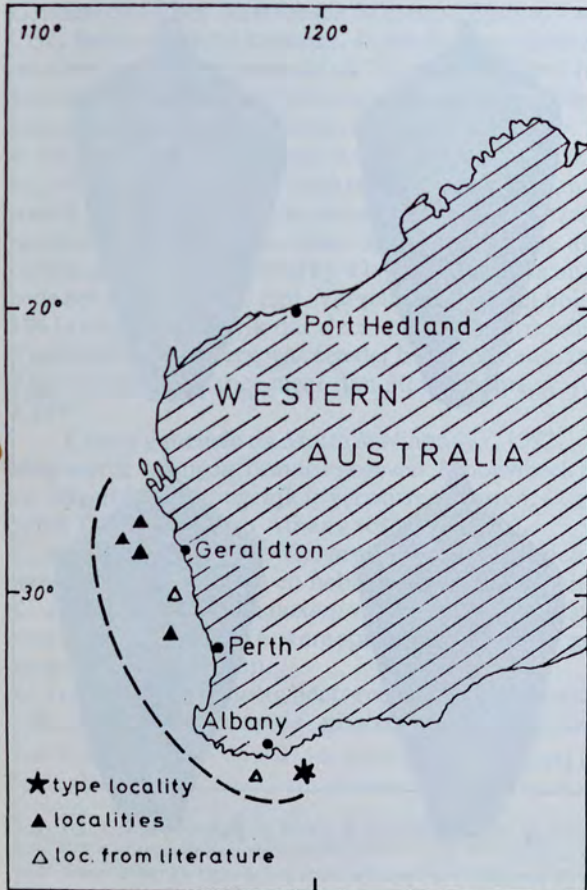 110°
120°
20°
Port Hedland
WESTERN
AUSTRALIA
Geraldton
30°
Perth
Albany
type locality
localities
loc. from literature